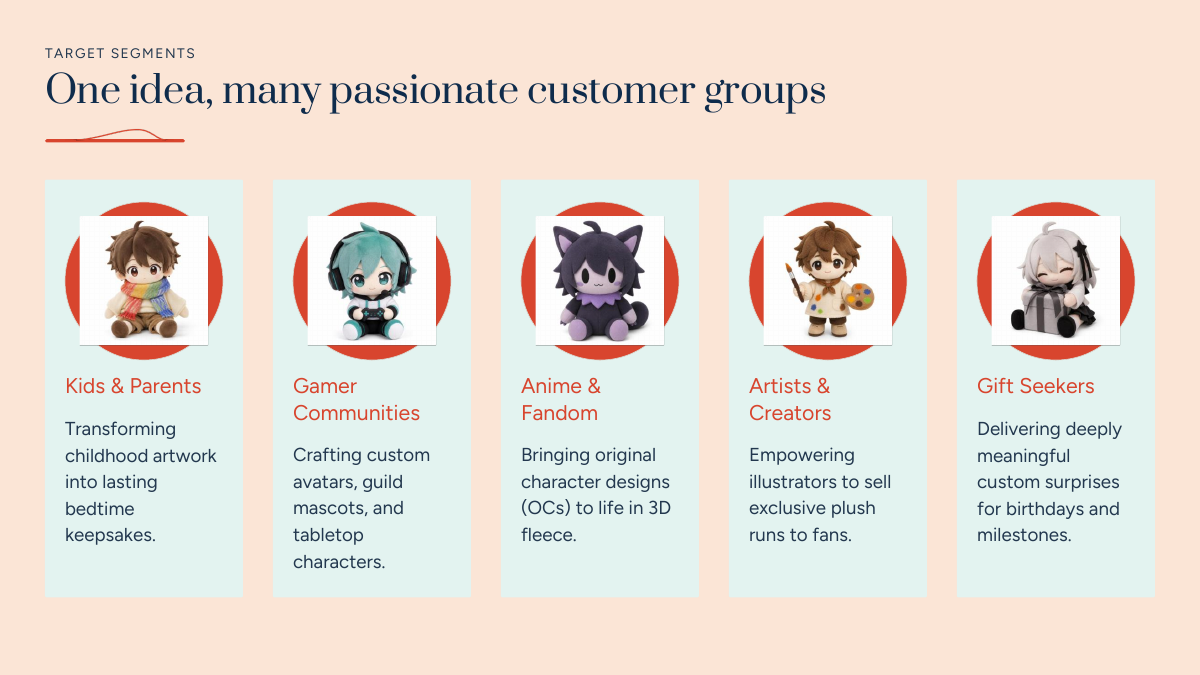 TARGET SEGMENTS
One idea, many passionate customer groups
Kids & Parents
Transforming
childhood artwork
into lasting
bedtime
keepsakes.
Gamer
Communities
Crafting custom
avatars, guild
mascots, and
tabletop
characters.
Anime &
Fandom
Bringing original
character designs
(OCs) to life in 3D
fleece.
Artists &
Creators
Empowering
illustrators to sell
exclusive plush
runs to fans.
Gift Seekers
Delivering deeply
meaningful
custom surprises
for birthdays and
milestones.